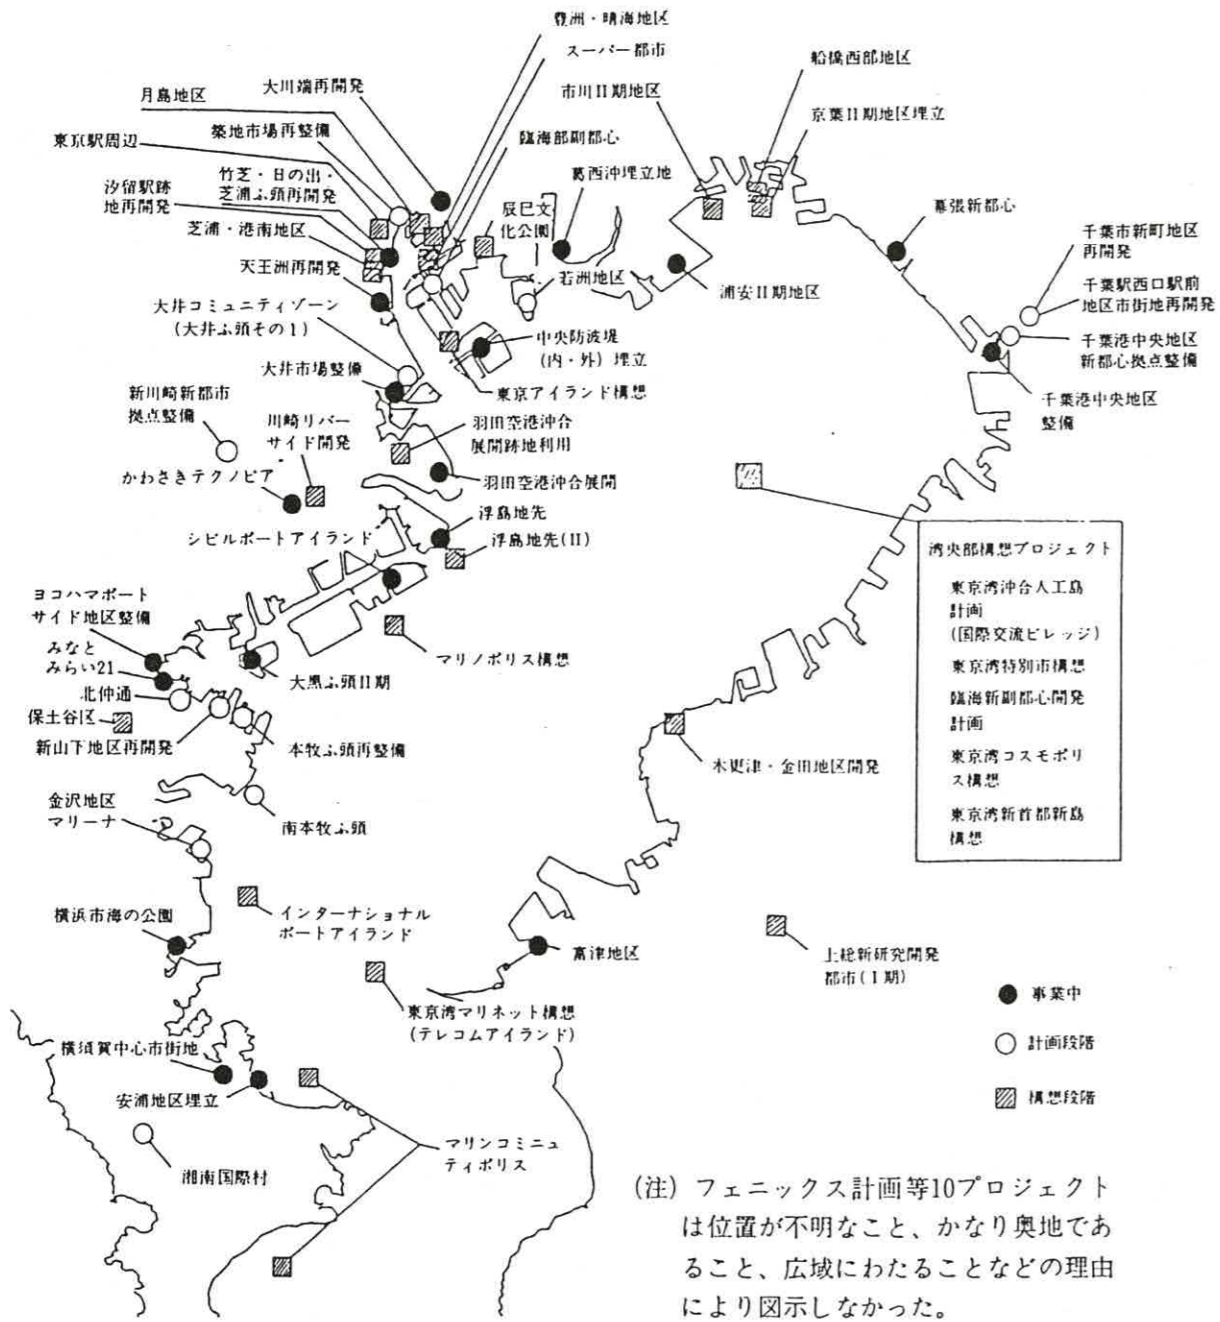 豊洲・晴海地区
スーパー都市
大川端再開発
月島地区
築地市場再整備
東京駅周辺
竹芝・日の出・
芝浦ふ頭再開発
汐留駅跡
地再開発
芝浦・港南地区
天王洲再開発
大井コミュニティゾーン
(大井ふ頭その1)
大井市場整備
臨海部副都心
辰巳文
化公園
葛西沖埋立地
若洲地区
市川II期地区
船橋西部地区
京葉II期地区埋立
浦安II期地区
幕張新都心
千葉市新町地区
再開発
千葉駅西口駅前
地区市街地再開発
千葉港中央地区
新都心拠点整備
千葉港中央地区
整備
中央防波堤
(内・外)埋立
東京アイランド構想
新川崎新都市
拠点整備
川崎リバー
サイド開発
羽田空港沖合
展開跡地利用
かわさきテクノピア
羽田空港沖合展開
シビルポートアイランド
浮島地先
浮島地先(II)
ヨコハマポート
サイド地区整備
みなと
みらい21
北仲通
保土谷区
新山下地区再開発
マリノポリス構想
大黒ふ頭II期
本牧ふ頭再整備
金沢地区
マリーナ
南本牧ふ頭
木更津・金田地区開発
湾央部構想プロジェクト
東京湾沖合人工島
計画
(国際交流ビレッジ)
東京湾特別市構想
臨海新副都心開発
計画
東京湾コスモポリ
ス構想
東京湾新首都新島
構想
横浜市海の公園
インターナショナル
ポートアイランド
富津地区
上総新研究開発
都市(I期)
東京湾マリネット構想
(テレコムアイランド)
横須賀中心市街地
安浦地区埋立
湘南国際村
マリンコミニュ
ティポリス
事業中
計画段階
構想段階
(注) フェニックス計画等10プロジェクト
は位置が不明なこと、かなり奥地であ
ること、広域にわたることなどの理由
により図示しなかった。